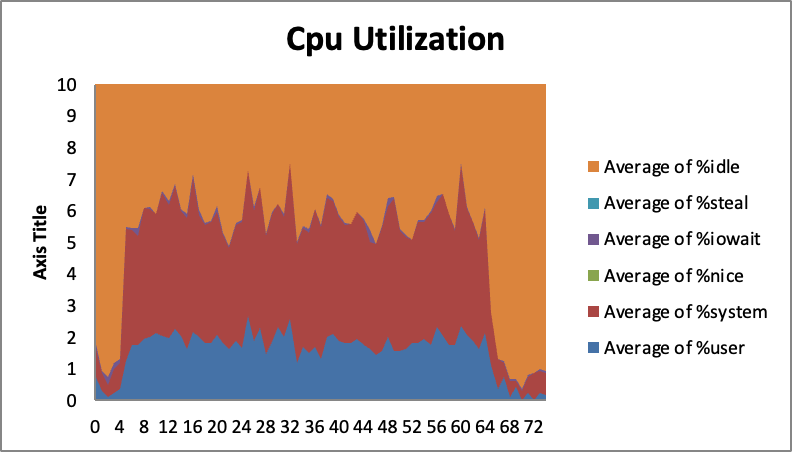 Cpu Utilization
10
9
8
7
6
5
4
3
2
1
0
Axis Title
0 4 8 12 16 20 24 28 32 36 40 44 48 52 56 60 64 68 72
Average of %idle
Average of %steal
Average of %iowait
Average of %nice
Average of %system
Average of %user